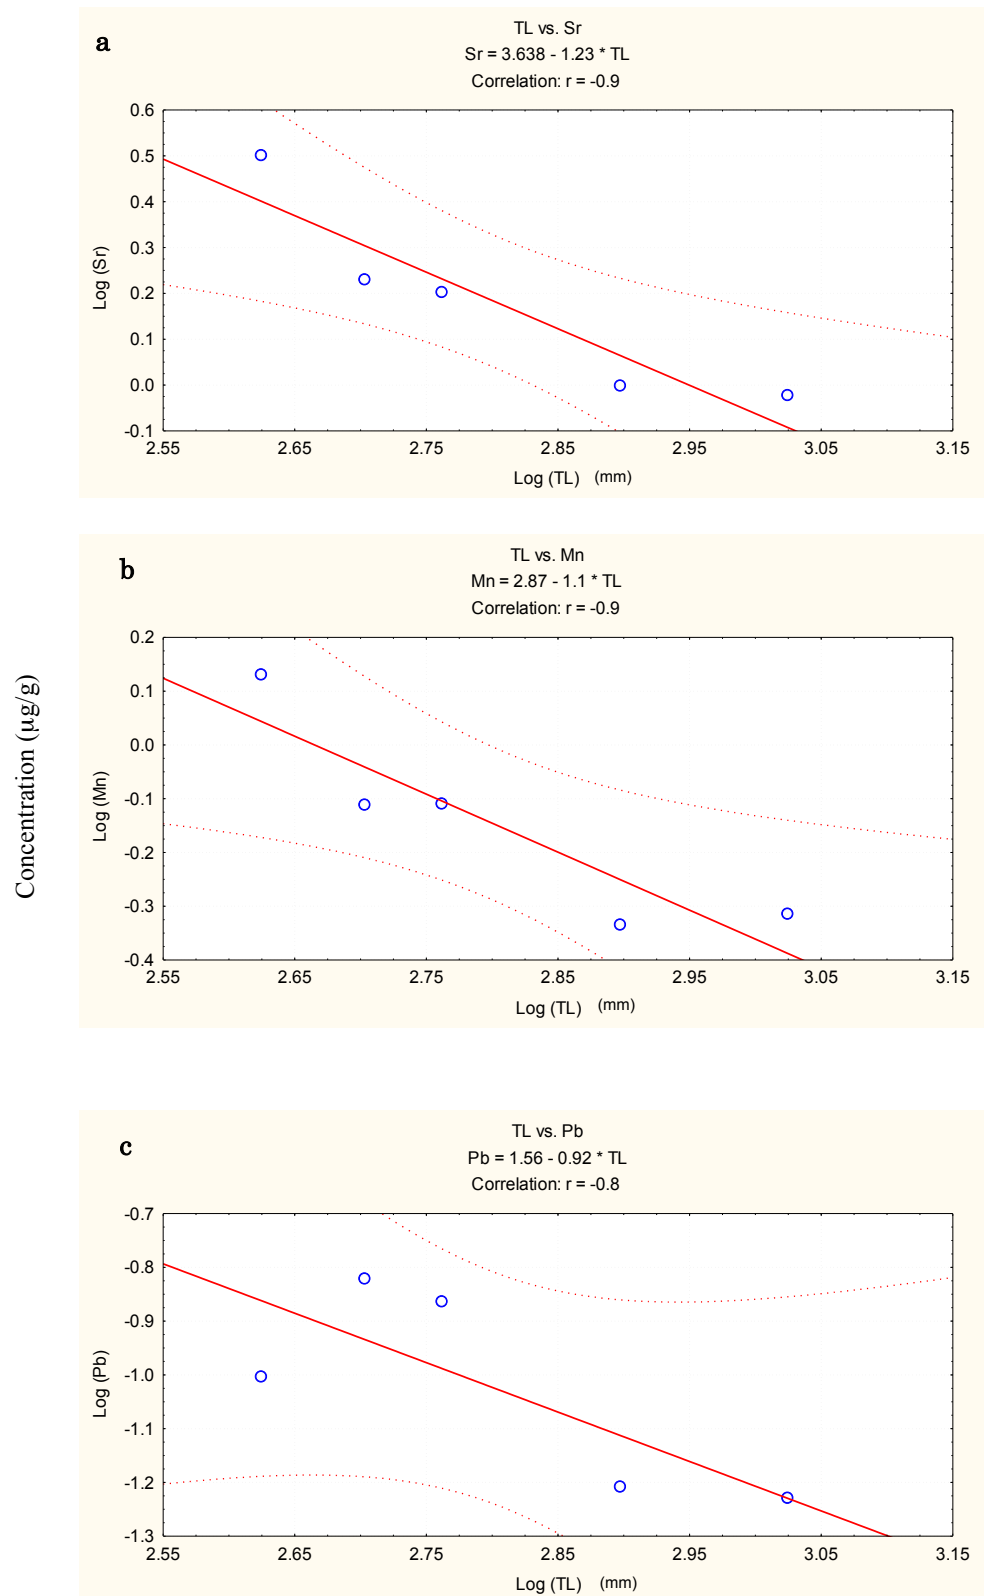 Concentration (µg/g)
a
TL vs. Sr
Sr = 3.638 - 1.23 * TL
Correlation: r = -0.9
0.6
0.5
0.4
0.3
0.2
0.1
0.0
-0.1
Log (Sr)
2.55 2.65 2.75 2.85 2.95 3.05 3.15
Log (TL) (mm)
b
TL vs. Mn
Mn = 2.87 - 1.1 * TL
Correlation: r = -0.9
0.2
0.1
0.0
-0.1
-0.2
-0.3
-0.4
Log (Mn)
2.55 2.65 2.75 2.85 2.95 3.05 3.15
Log (TL) (mm)
c
TL vs. Pb
Pb = 1.56 - 0.92 * TL
Correlation: r = -0.8
-0.7
-0.8
-0.9
-1.0
-1.1
-1.2
-1.3
Log (Pb)
2.55 2.65 2.75 2.85 2.95 3.05 3.15
Log (TL) (mm)